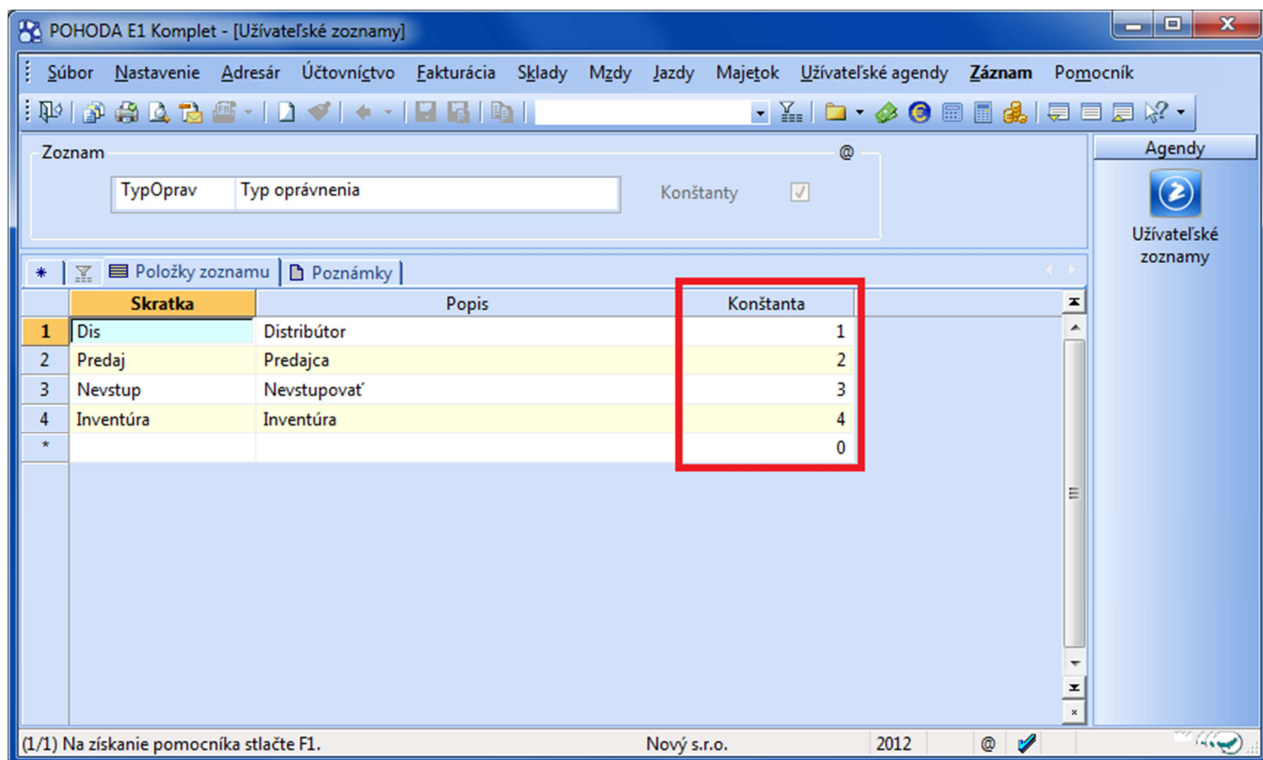 POHODA E1 Komplet - [Užívateľské zoznamy]
Súbor Nastavenie Adresár Účtovníctvo Fakturácia Sklady Mzdy Jazdy Majetok Užívateľské agendy Záznam Pomocník
Zoznam @
TypOprav Typ oprávnenia Konštanty
Agendy
Užívateľské
zoznamy
* Položky zoznamu Poznámky
Skratka Popis Konštanta
1 Dis Distribútor 1
2 Predaj Predajca 2
3 Nevstup Nevstupovať 3
4 Inventúra Inventúra 4
* 0
(1/1) Na získanie pomocníka stlačte F1. Nový s.r.o. 2012 @